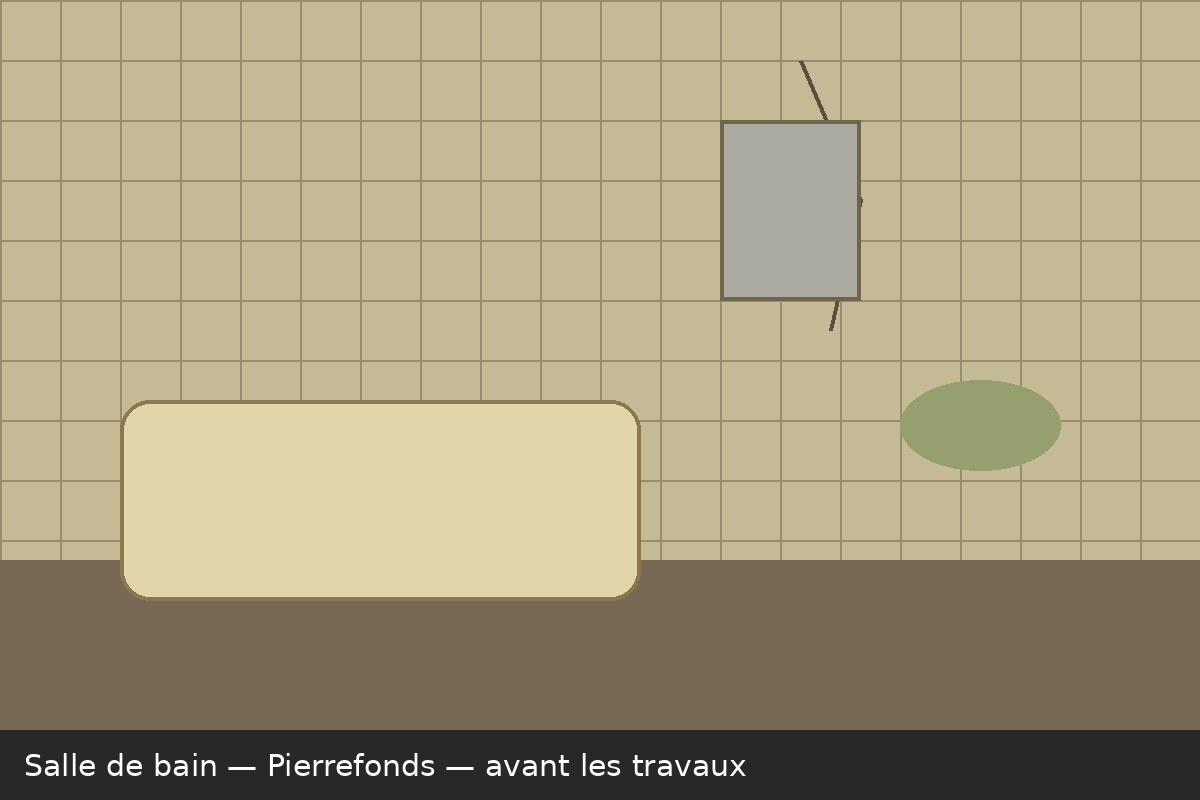 Salle de bain — Pierrefonds — avant les travaux